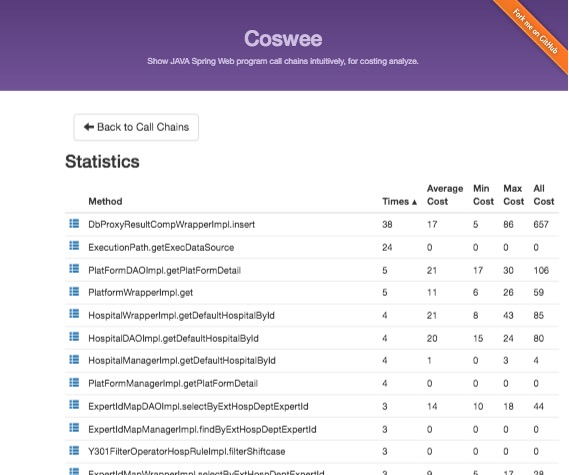 Coswee
Fork me on GitHub
Show JAVA Spring Web program call chains intuitively, for costing analyze.
Back to Call Chains
Statistics
Method Times ▲ Average Cost Min Cost Max Cost All Cost
DbProxyResultCompWrapperImpl.insert 38 17 5 86 657
ExecutionPath.getExecDataSource 24 0 0 0 0
PlatFormDAOImpl.getPlatFormDetail 5 21 17 30 106
PlatformWrapperImpl.get 5 11 6 26 59
HospitalWrapperImpl.getDefaultHospitalById 4 21 8 43 85
HospitalDAOImpl.getDefaultHospitalById 4 20 15 24 80
HospitalManagerImpl.getDefaultHospitalById 4 1 0 3 4
PlatFormManagerImpl.getPlatFormDetail 4 0 0 0 0
ExpertIdMapDAOImpl.selectByExtHospDeptExpertId 3 14 10 18 44
ExpertIdMapManagerImpl.findByExtHospDeptExpertId 3 0 0 0 0
Y301FilterOperatorHospRuleImpl.filterShiftcase 3 0 0 0 0
ExpertIdMapWrapperImpl.selectByExtHospDeptExpertId 3 9 5 17 28